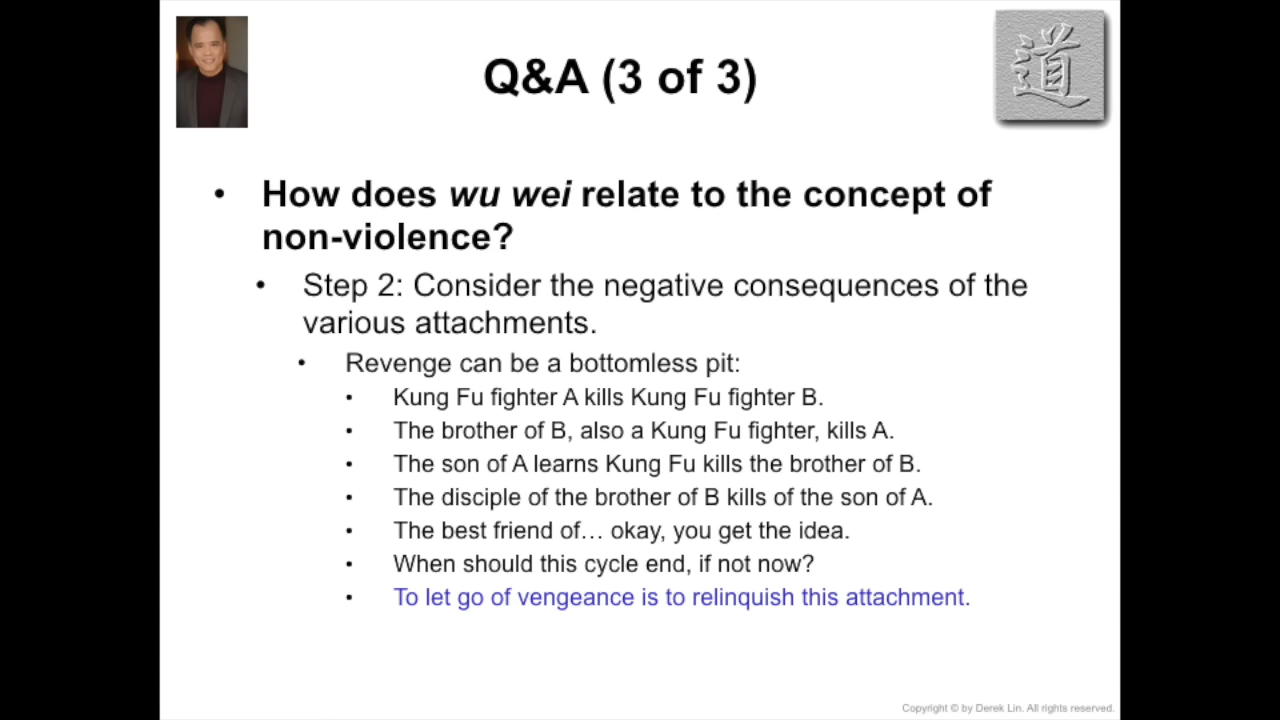 Q&A (3 of 3)
道
• How does wu wei relate to the concept of
non-violence?
• Step 2: Consider the negative consequences of the
various attachments.
• Revenge can be a bottomless pit:
• Kung Fu fighter A kills Kung Fu fighter B.
• The brother of B, also a Kung Fu fighter, kills A.
• The son of A learns Kung Fu kills the brother of B.
• The disciple of the brother of B kills of the son of A.
• The best friend of… okay, you get the idea.
• When should this cycle end, if not now?
• To let go of vengeance is to relinquish this attachment.
Copyright © by Derek Lin. All rights reserved.